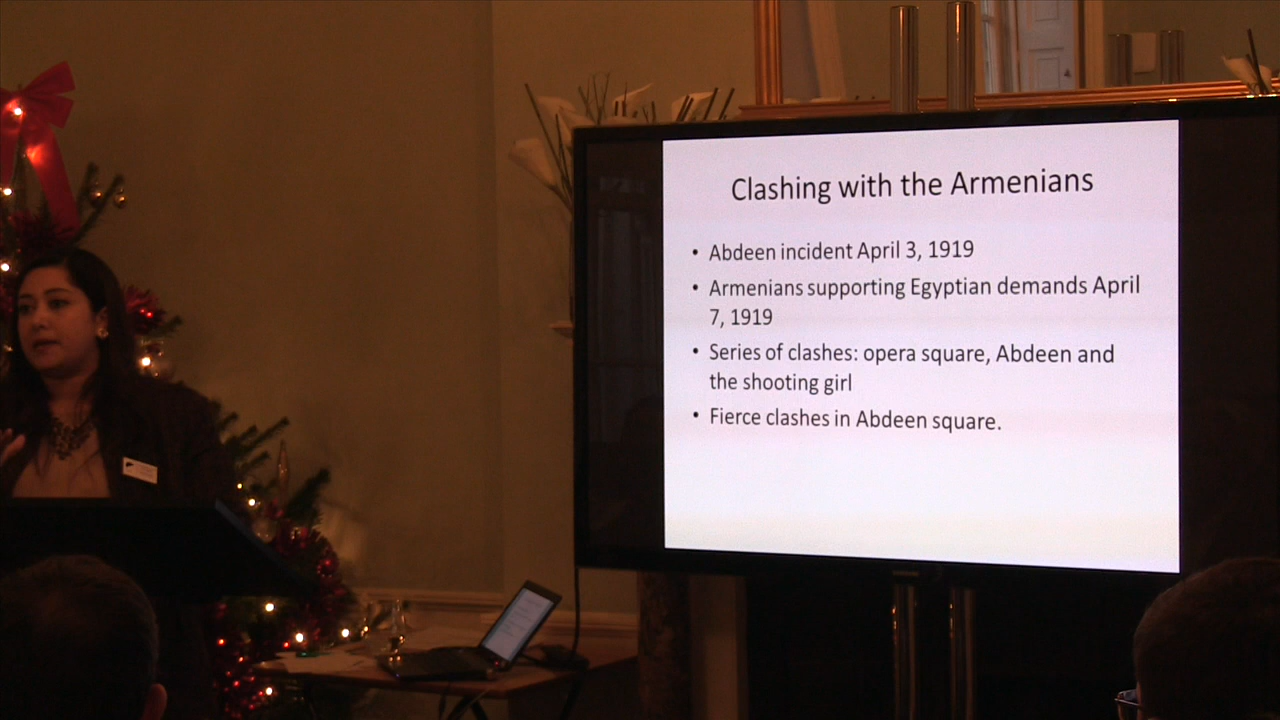 Clashing with the Armenians
• Abdeen incident April 3, 1919
• Armenians supporting Egyptian demands April
7, 1919
• Series of clashes: opera square, Abdeen and
the shooting girl
• Fierce clashes in Abdeen square.